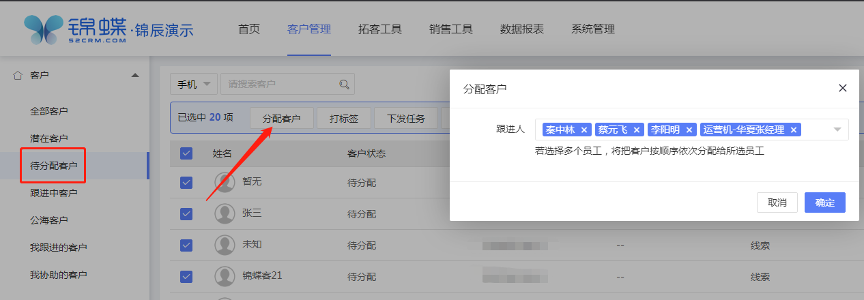 锦蝶·锦辰演示
52CRM.COM
首页 客户管理 拓客工具 销售工具 数据报表 系统管理
客户
全部客户
潜在客户
待分配客户
跟进中客户
公海客户
我跟进的客户
我协助的客户
手机 请搜索客户
已选中 20 项 分配客户 打标签 下发任务
姓名 客户状态
暂无 待分配
张三 待分配
未知 待分配 -- 线索
锦蝶客21 待分配 -- 线索
分配客户
跟进人 秦中林 × 蔡元飞 × 李阳明 × 运营机-华夏张经理 ×
若选择多个员工，将把客户按顺序依次分配给所选员工
取消 确定